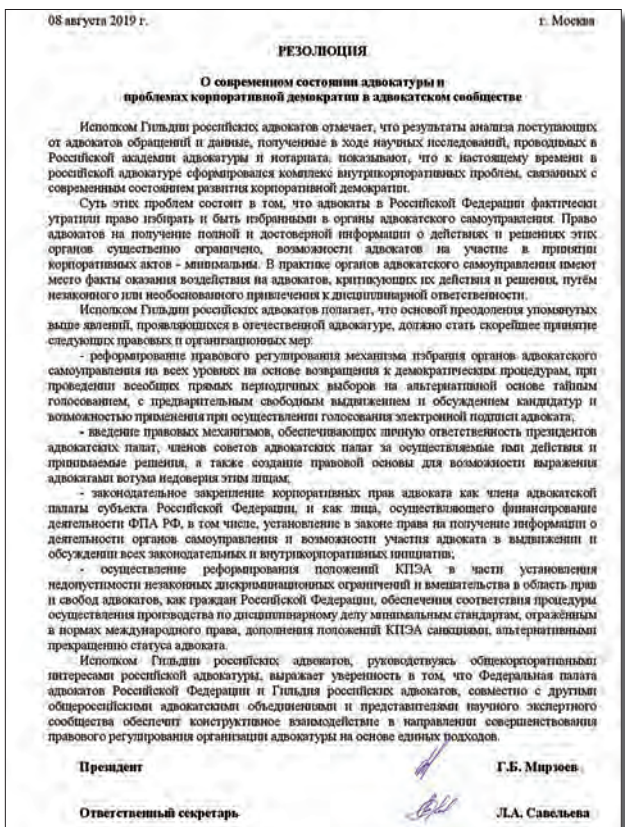 08 августа 2019 г. г. Москва
РЕЗОЛЮЦИЯ
О современном состоянии адвокатуры и
проблемах корпоративной демократии в адвокатском сообществе
Исполком Гильдии российских адвокатов отмечает, что результаты анализа поступающих
от адвокатов обращений и данные, полученные в ходе научных исследований, проводимых в
Российской академии адвокатуры и нотариата, показывают, что к настоящему времени в
российской адвокатуре сформировался комплекс внутрикорпоративных проблем, связанных с
современным состоянием развития корпоративной демократии.
Суть этих проблем состоит в том, что адвокаты в Российской Федерации фактически
утратили право избирать и быть избранными в органы адвокатского самоуправления. Право
адвокатов на получение полной и достоверной информации о действиях и решениях этих
органов существенно ограничено, возможности адвокатов на участие в принятии
корпоративных актов - минимальны. В практике органов адвокатского самоуправления имеют
место факты оказания воздействия на адвокатов, критикующих их действия и решения, путём
незаконного или необоснованного привлечения к дисциплинарной ответственности.
Исполком Гильдии российских адвокатов полагает, что основой преодоления упомянутых
выше явлений, проявляющихся в отечественной адвокатуре, должно стать скорейшее принятие
следующих правовых и организационных мер:
- реформирование правового регулирования механизма избрания органов адвокатского
самоуправления на всех уровнях на основе возвращения к демократическим процедурам, при
проведении всеобщих прямых периодичных выборов на альтернативной основе тайным
голосованием, с предварительным свободным выдвижением и обсуждением кандидатур и
возможностью применения при осуществлении голосования электронной подписи адвоката;
- введение правовых механизмов, обеспечивающих личную ответственность президентов
адвокатских палат, членов советов адвокатских палат за осуществляемые ими действия и
принимаемые решения, а также создание правовой основы для возможности выражения
адвокатами вотума недоверия этим лицам;
- законодательное закрепление корпоративных прав адвоката как члена адвокатской
палаты субъекта Российской Федерации, и как лица, осуществляющего финансирование
деятельности ФПА РФ, в том числе, установление в законе права на получение информации о
деятельности органов самоуправления и возможности участия адвоката в выдвижении и
обсуждении всех законодательных и внутрикорпоративных инициатив;
- осуществление реформирования положений КПЭА в части установления
недопустимости незаконных дискриминационных ограничений и вмешательства в область прав
и свобод адвокатов, как граждан Российской Федерации, обеспечения соответствия процедуры
осуществления производства по дисциплинарному делу минимальным стандартам, отражённым
в нормах международного права, дополнения положений КПЭА санкциями, альтернативными
прекращению статуса адвоката.
Исполком Гильдии российских адвокатов, руководствуясь общекорпоративными
интересами российской адвокатуры, выражает уверенность в том, что Федеральная палата
адвокатов Российской Федерации и Гильдия российских адвокатов, совместно с другими
общероссийскими адвокатскими объединениями и представителями научного экспертного
сообщества обеспечит конструктивное взаимодействие в направлении совершенствования
правового регулирования организации адвокатуры на основе единых подходов.
Президент Г.Б. Мирзоев
Ответственный секретарь Л.А. Савельева